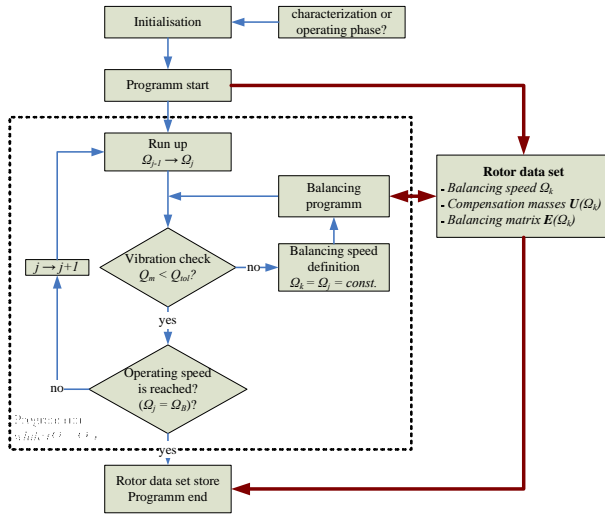 Initialisation
characterization or
operating phase?
Programm start
Run up
Ω_{j-1} → Ω_j
Balancing
programm
Rotor data set
- Balancing speed Ω_k
- Compensation masses U(Ω_k)
- Balancing matrix E(Ω_k)
j → j+1
Vibration check
Q_m < Q_tol?
no
Balancing speed
definition
Ω_k = Ω_j = const.
yes
Operating speed
is reached?
(Ω_j = Ω_B)?
no
while
yes
Rotor data set store
Programm end